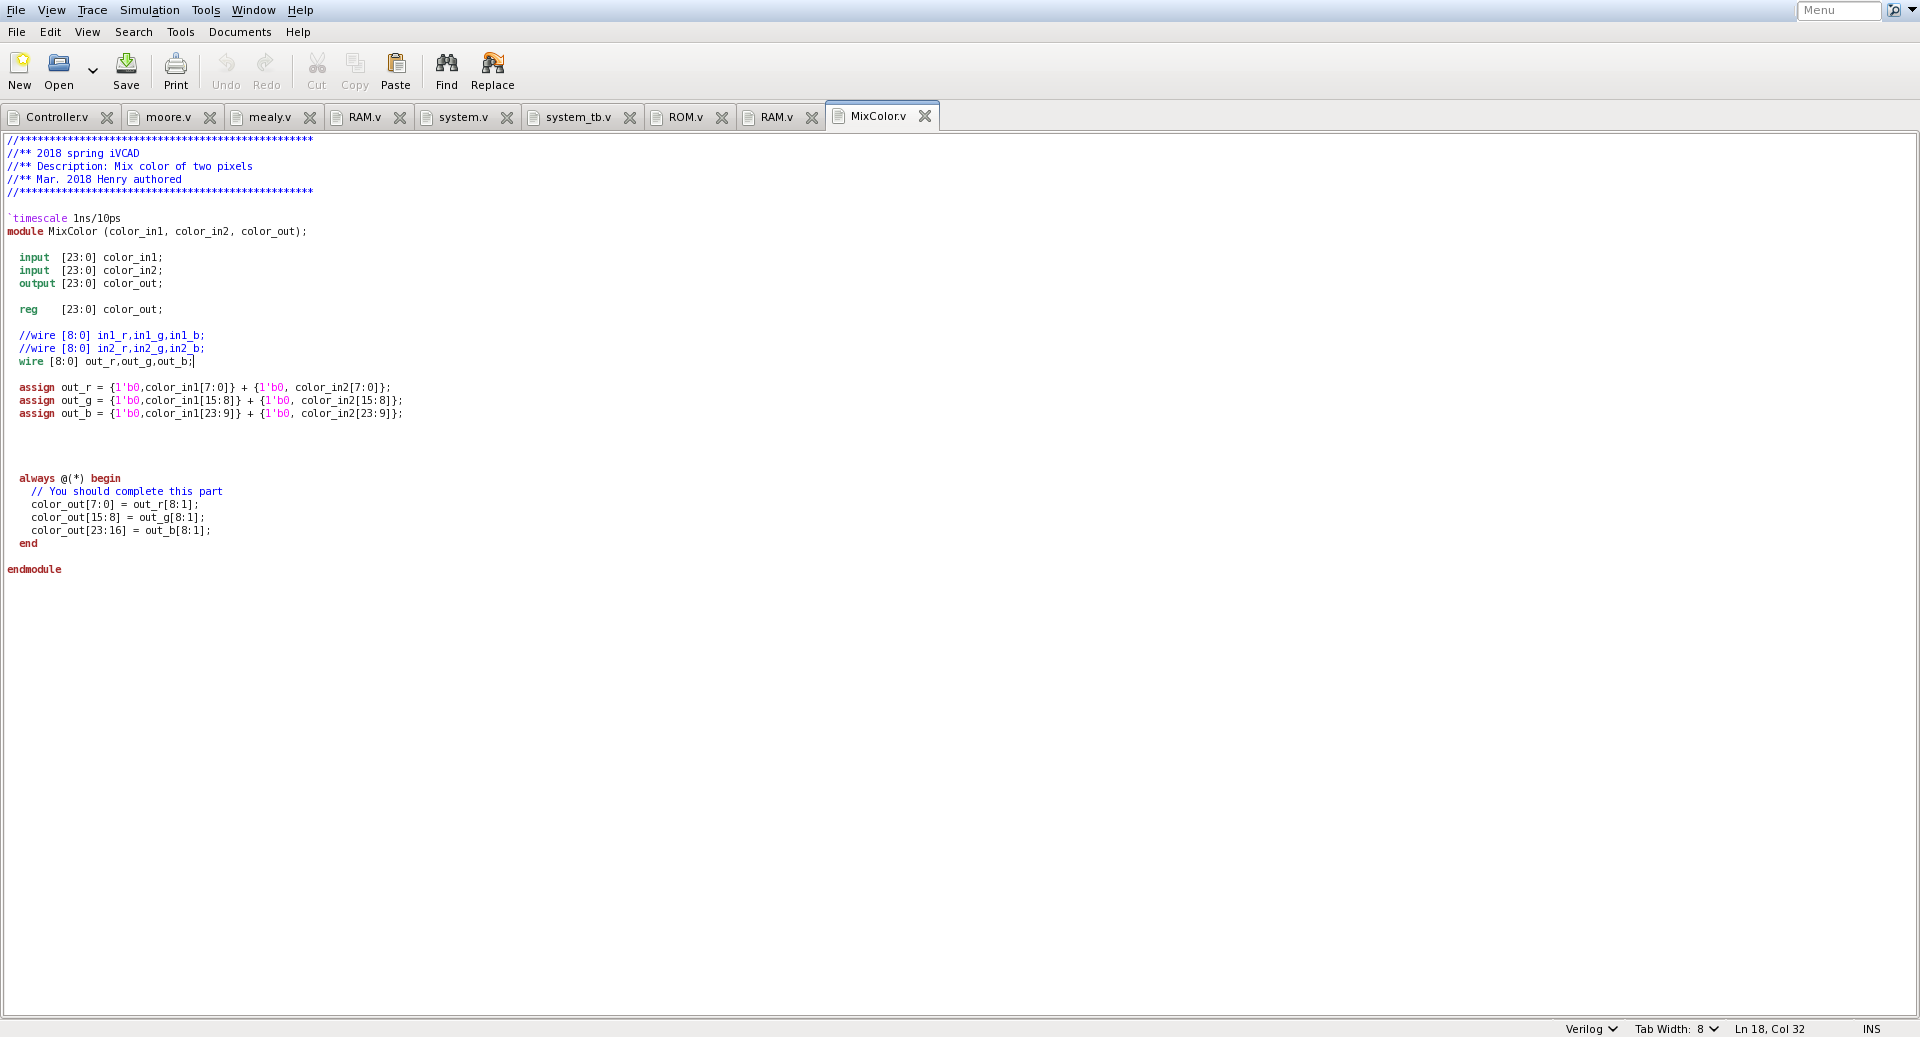 File View Trace Simulation Tools Window Help Menu
File Edit View Search Tools Documents Help
New Open Save Print Undo Redo Cut Copy Paste Find Replace
Controller.v moore.v mealy.v RAM.v system.v system_tb.v ROM.v RAM.v MixColor.v
//*************************************************
//** 2018 spring iVCAD
//** Description: Mix color of two pixels
//** Mar. 2018 Henry authored
//*************************************************
`timescale 1ns/10ps
module MixColor (color_in1, color_in2, color_out);
input  [23:0] color_in1;
input  [23:0] color_in2;
output [23:0] color_out;
reg    [23:0] color_out;
//wire [8:0] in1_r,in1_g,in1_b;
//wire [8:0] in2_r,in2_g,in2_b;
wire [8:0] out_r,out_g,out_b;
assign out_r = {1'b0,color_in1[7:0]} + {1'b0, color_in2[7:0]};
assign out_g = {1'b0,color_in1[15:8]} + {1'b0, color_in2[15:8]};
assign out_b = {1'b0,color_in1[23:9]} + {1'b0, color_in2[23:9]};
always @(*) begin
// You should complete this part
color_out[7:0] = out_r[8:1];
color_out[15:8] = out_g[8:1];
color_out[23:16] = out_b[8:1];
end
endmodule
Verilog Tab Width: 8 Ln 18, Col 32 INS